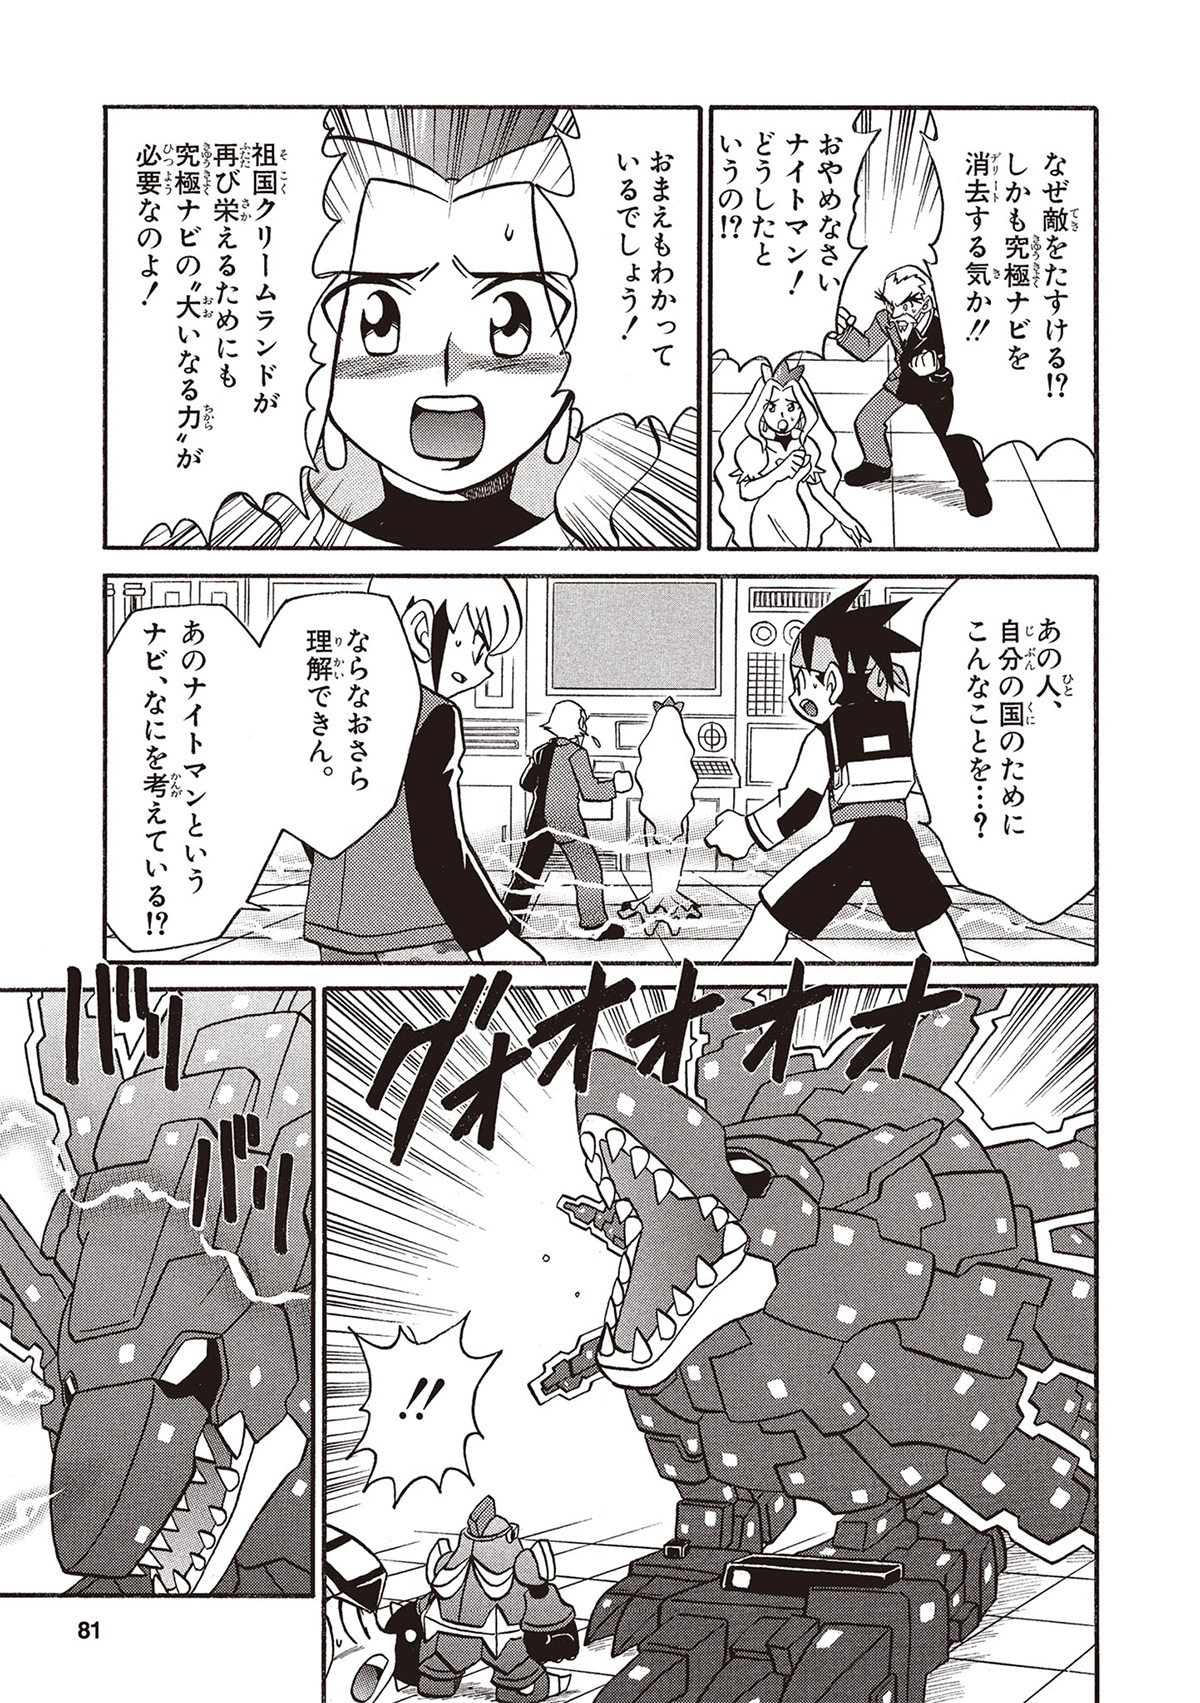 なぜ敵をたすける!?
しかも究極ナビを
消去する気か!!
おやめなさい
ナイトマン!
どうしたと
いうの!?
おまえもわかって
いるでしょう!
祖国クリームランドが
再び栄えるためにも
究極ナビの〝大いなる力〟が
必要なのよ!
あの人、
自分の国のために
こんなことを…?
ならなおさら
理解できん。
あのナイトマンという
ナビ、なにを考えている!?
グォオオオオ
!!
バババ
バババ
81